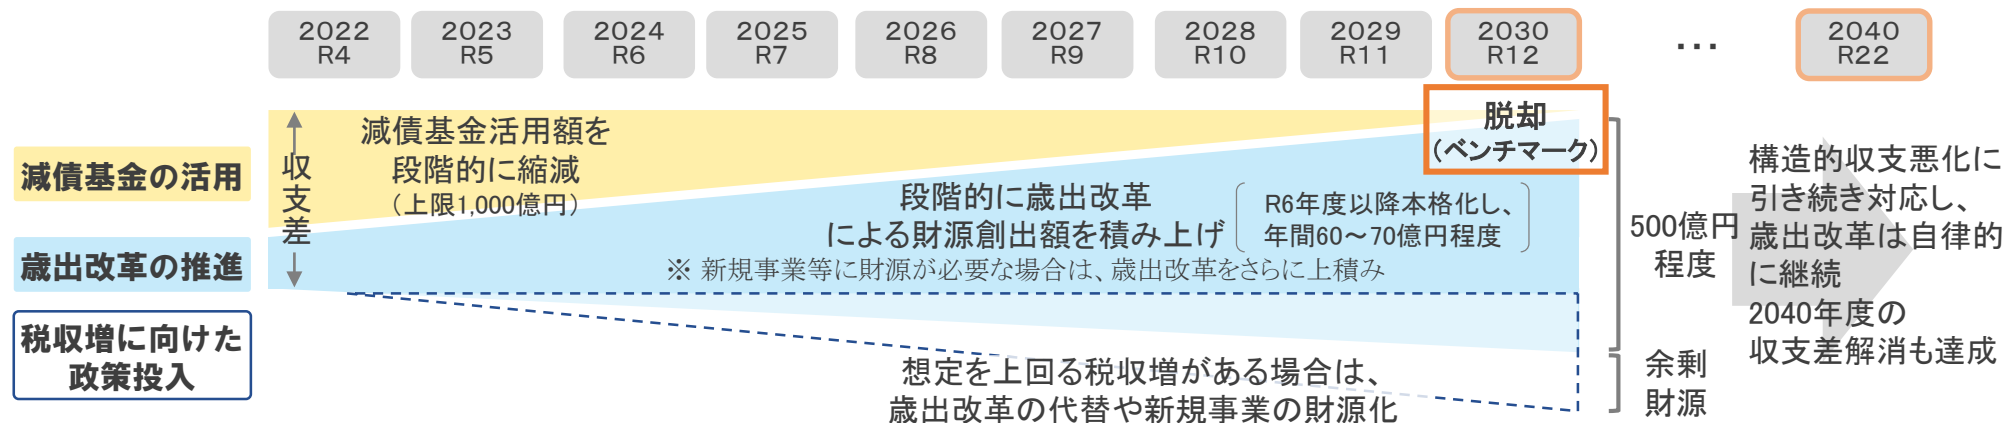 2022
R4
2023
R5
2024
R6
2025
R7
2026
R8
2027
R9
2028
R10
2029
R11
2030
R12
…
2040
R22
減債基金の活用
歳出改革の推進
税収増に向けた
政策投入
収支差
減債基金活用額を
段階的に縮減
（上限1,000億円）
脱却
（ベンチマーク）
段階的に歳出改革
による財源創出額を積み上げ
R6年度以降本格化し、
年間60～70億円程度
※ 新規事業等に財源が必要な場合は、歳出改革をさらに上積み
想定を上回る税収増がある場合は、
歳出改革の代替や新規事業の財源化
500億円
程度
余剰
財源
構造的収支悪化に
引き続き対応し、
歳出改革は自律的
に継続
2040年度の
収支差解消も達成